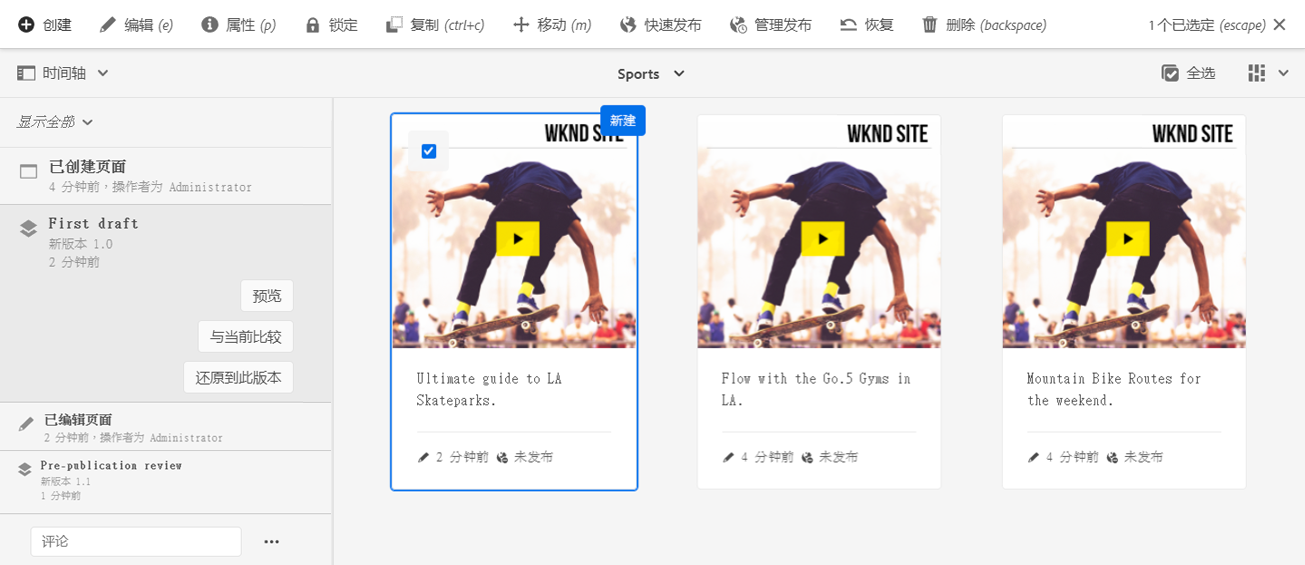 创建 编辑 (e) 属性 (p) 锁定 复制 (ctrl+c) 移动 (m) 快速发布 管理发布 恢复 删除 (backspace) 1个已选定 (escape)
时间轴 Sports 全选
显示全部
已创建页面
4 分钟前，操作者为 Administrator
First draft
新版本 1.0
2 分钟前
预览
与当前比较
还原到此版本
已编辑页面
2 分钟前，操作者为 Administrator
Pre-publication review
新版本 1.1
1 分钟前
评论
新建
WKND SITE
Ultimate guide to LA
Skateparks.
2 分钟前 未发布
WKND SITE
Flow with the Go.5 Gyms in
LA.
4 分钟前 未发布
WKND SITE
Mountain Bike Routes for
the weekend.
4 分钟前 未发布